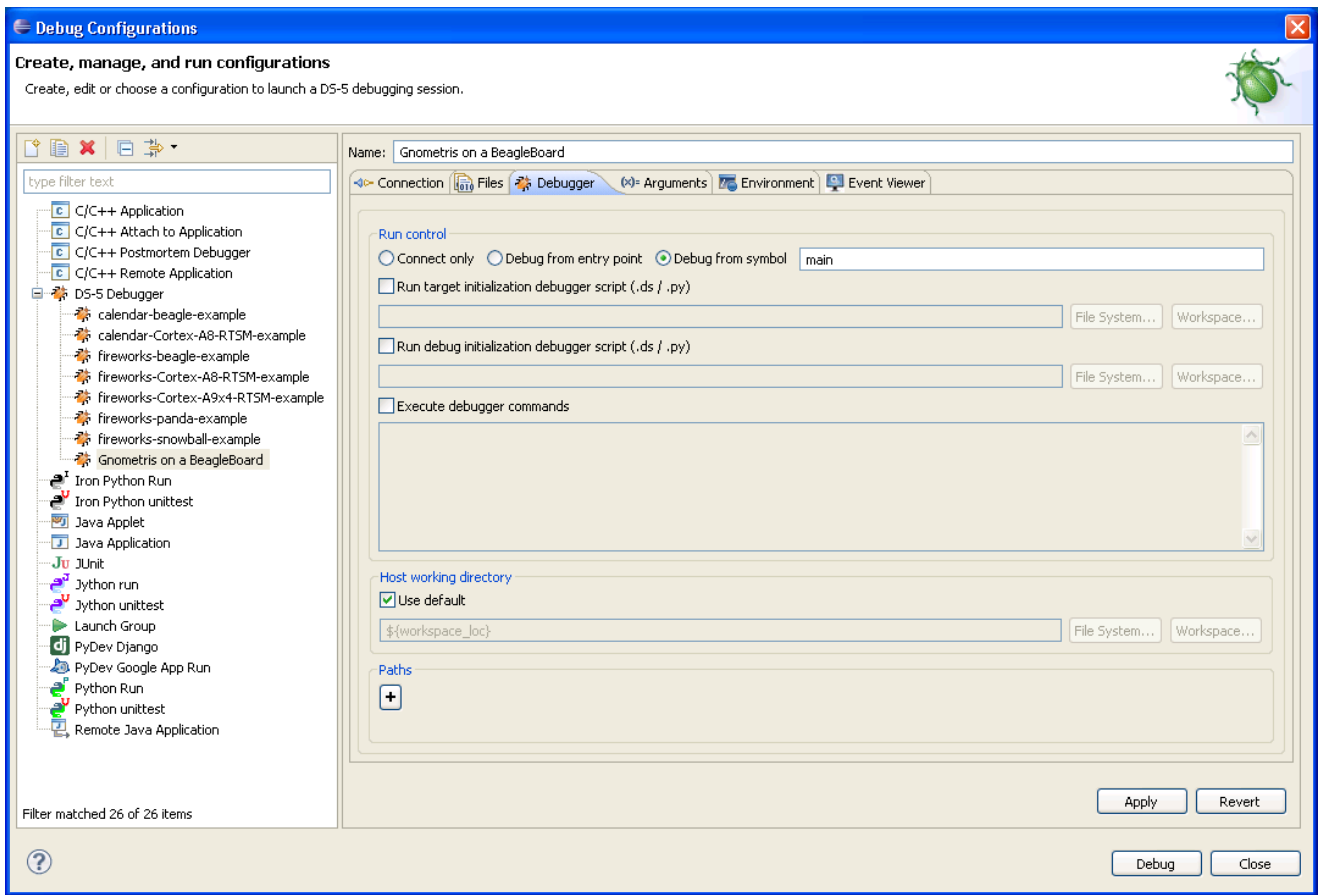 Debug Configurations
Create, manage, and run configurations
Create, edit or choose a configuration to launch a DS-5 debugging session.
type filter text
C/C++ Application
C/C++ Attach to Application
C/C++ Postmortem Debugger
C/C++ Remote Application
DS-5 Debugger
calendar-beagle-example
calendar-Cortex-A8-RTSM-example
fireworks-beagle-example
fireworks-Cortex-A8-RTSM-example
fireworks-Cortex-A9x4-RTSM-example
fireworks-panda-example
fireworks-snowball-example
Gnometris on a BeagleBoard
Iron Python Run
Iron Python unittest
Java Applet
Java Application
JUnit
Jython run
Jython unittest
Launch Group
PyDev Django
PyDev Google App Run
Python Run
Python unittest
Remote Java Application
Filter matched 26 of 26 items
Name: Gnometris on a BeagleBoard
Connection Files Debugger (x)= Arguments Environment Event Viewer
Run control
Connect only Debug from entry point Debug from symbol main
Run target initialization debugger script (.ds / .py)
File System... Workspace...
Run debug initialization debugger script (.ds / .py)
File System... Workspace...
Execute debugger commands
Host working directory
Use default
${workspace_loc} File System... Workspace...
Paths
+
Apply Revert
? Debug Close